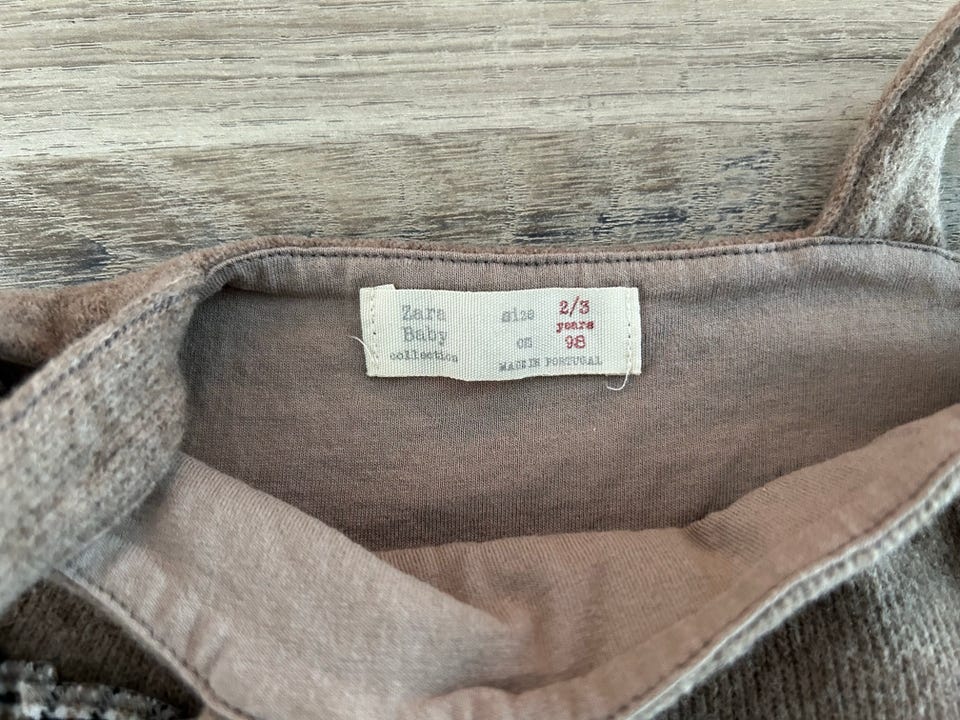 Zara
Baby
collection
size 2/3
years
cm 98
MADE IN PORTUGAL